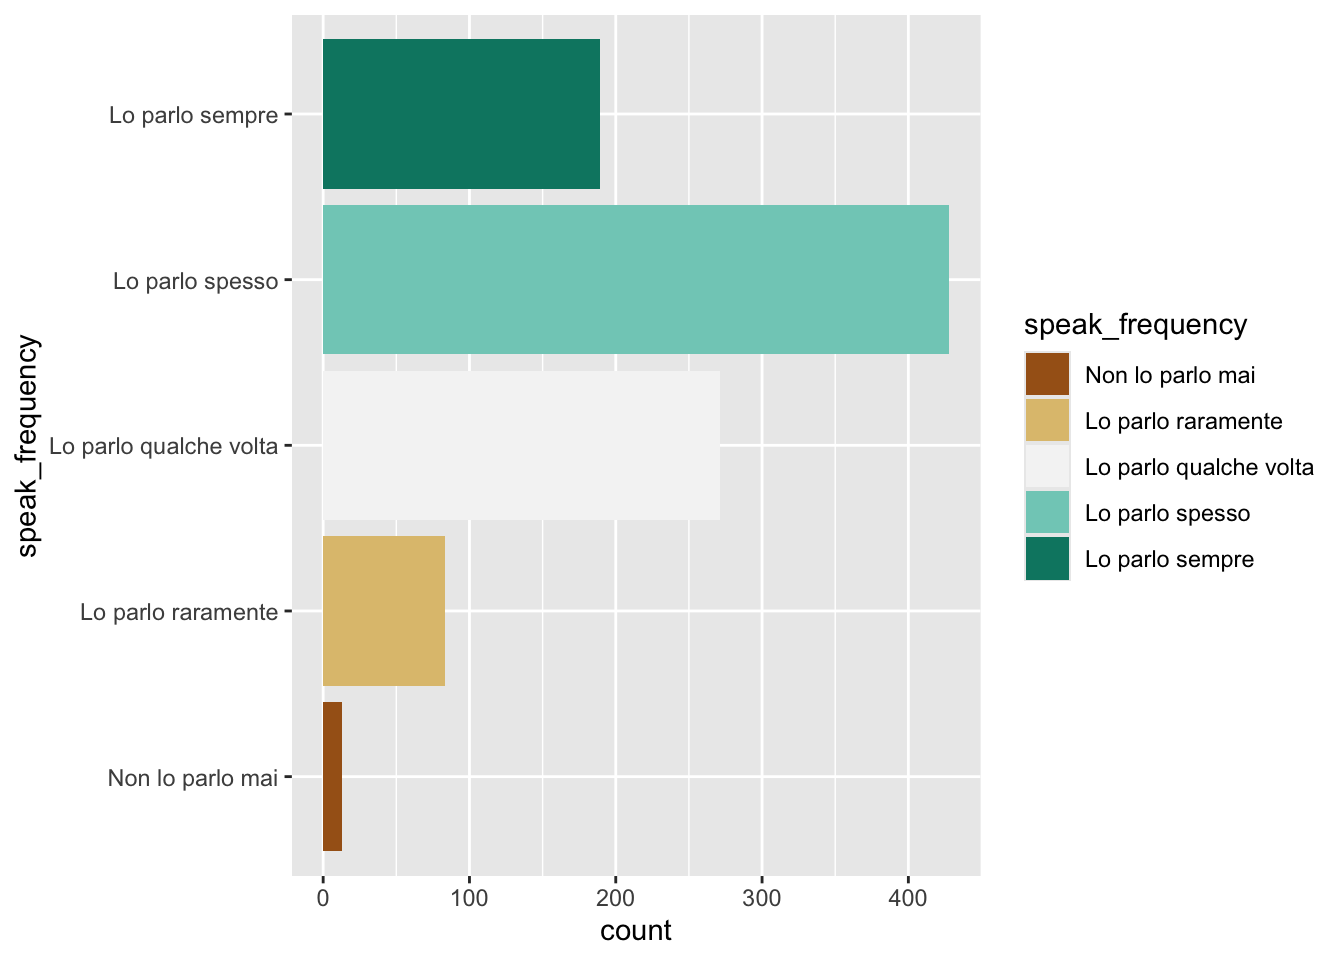 Lo parlo sempre
Lo parlo spesso
Lo parlo qualche volta
Lo parlo raramente
Non lo parlo mai
speak_frequency
0 100 200 300 400
count
speak_frequency
Non lo parlo mai
Lo parlo raramente
Lo parlo qualche volta
Lo parlo spesso
Lo parlo sempre